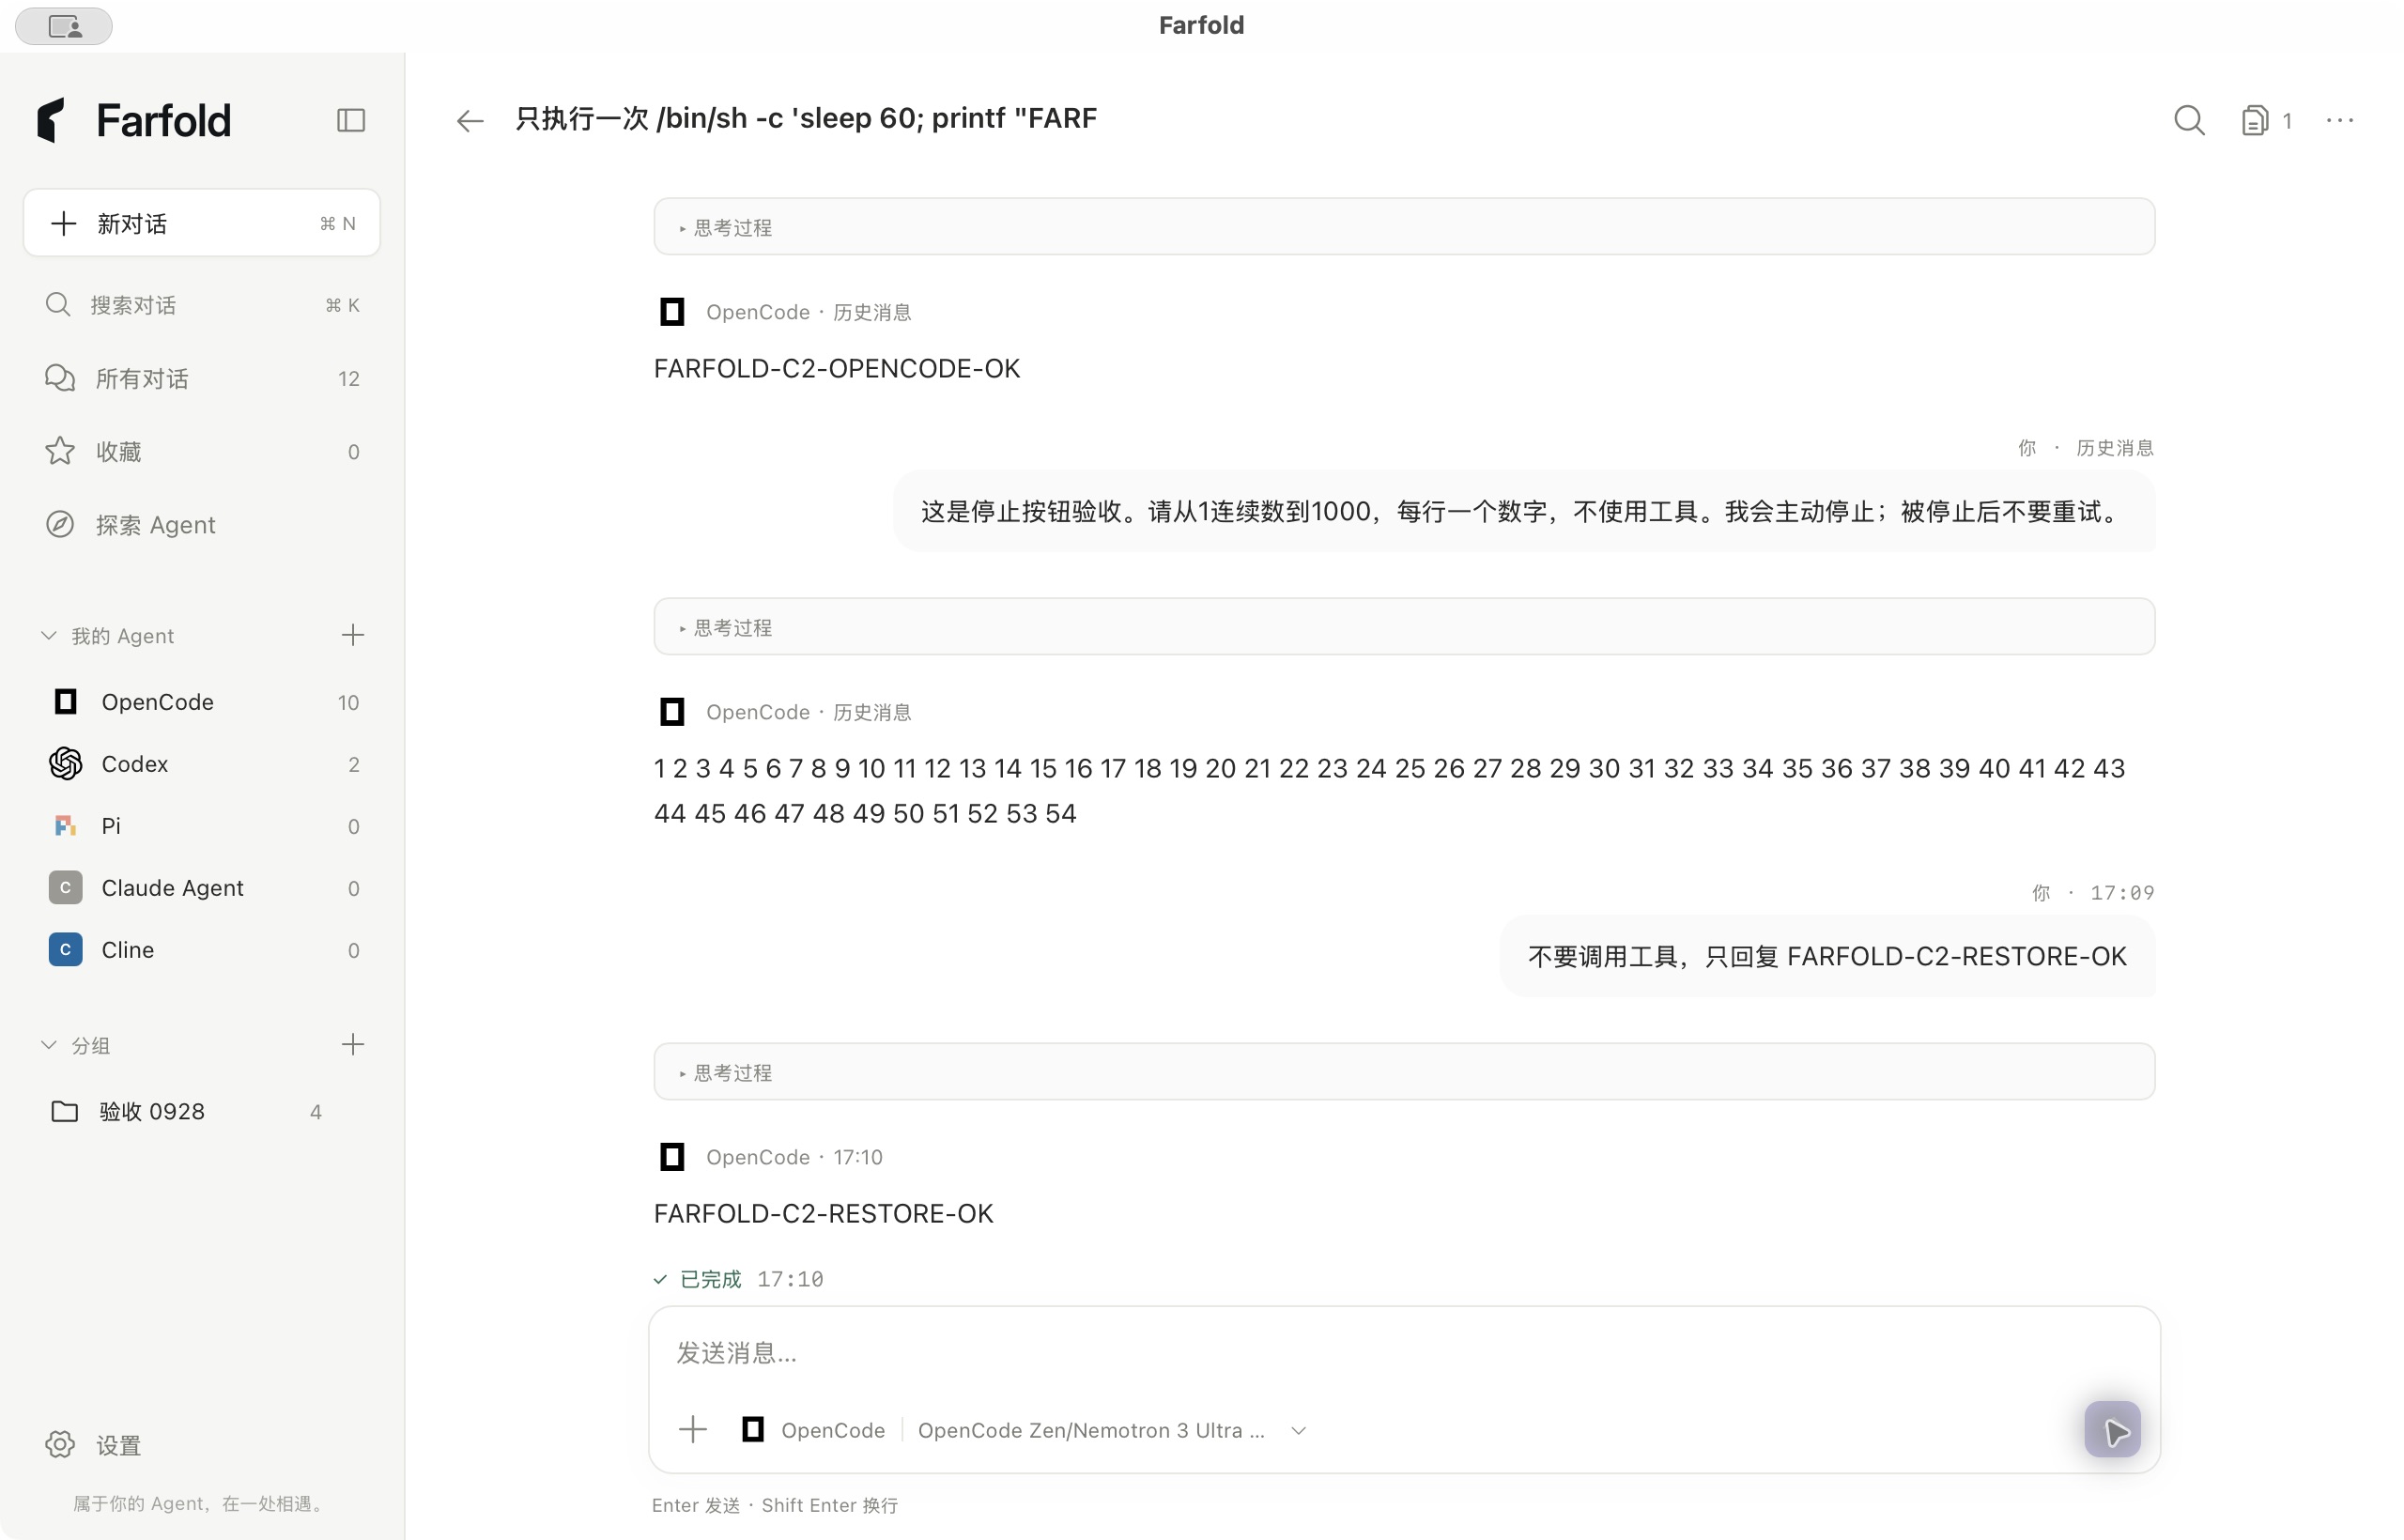 Farfold
Farfold
新对话 ⌘ N
搜索对话 ⌘ K
所有对话 12
收藏 0
探索 Agent
我的 Agent
OpenCode 10
Codex 2
Pi 0
C Claude Agent 0
C Cline 0
分组
验收 0928 4
设置
属于你的 Agent，在一处相遇。
只执行一次 /bin/sh -c 'sleep 60; printf "FARF
1
思考过程
OpenCode · 历史消息
FARFOLD-C2-OPENCODE-OK
你 · 历史消息
这是停止按钮验收。请从1连续数到1000，每行一个数字，不使用工具。我会主动停止；被停止后不要重试。
思考过程
OpenCode · 历史消息
1 2 3 4 5 6 7 8 9 10 11 12 13 14 15 16 17 18 19 20 21 22 23 24 25 26 27 28 29 30 31 32 33 34 35 36 37 38 39 40 41 42 43
44 45 46 47 48 49 50 51 52 53 54
你 · 17:09
不要调用工具，只回复 FARFOLD-C2-RESTORE-OK
思考过程
OpenCode · 17:10
FARFOLD-C2-RESTORE-OK
已完成 17:10
发送消息...
OpenCode OpenCode Zen/Nemotron 3 Ultra ...
Enter 发送 · Shift Enter 换行